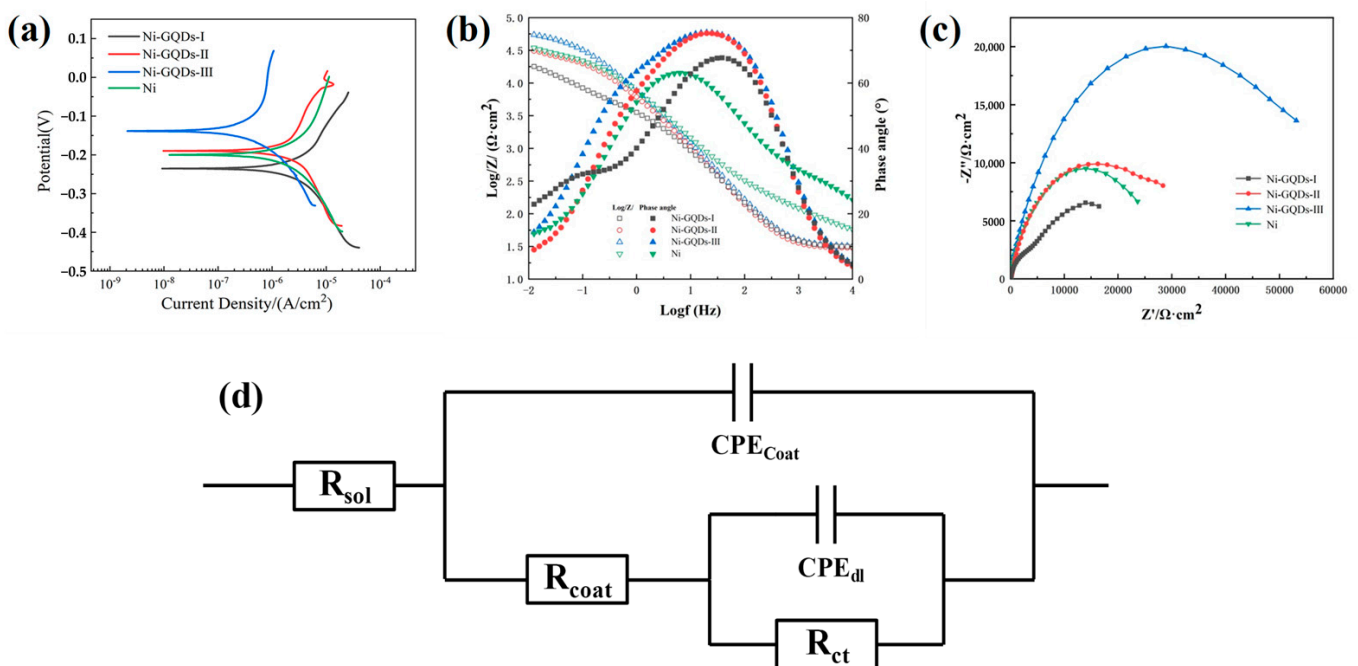 (a)
Ni-GQDs-I
Ni-GQDs-II
Ni-GQDs-III
Ni
0.1
0.0
−0.1
−0.2
−0.3
−0.4
−0.5
Potential(V)
10⁻⁹ 10⁻⁸ 10⁻⁷ 10⁻⁶ 10⁻⁵ 10⁻⁴
Current Density/(A/cm²)
(b)
5.0
4.5
4.0
3.5
3.0
2.5
2.0
1.5
1.0
Log/Z/ (Ω·cm²)
80
60
40
20
0
Phase angle (°)
Log/Z/ Phase angle
Ni-GQDs-I
Ni-GQDs-II
Ni-GQDs-III
Ni
−2 −1 0 1 2 3 4
Logf (Hz)
(c)
20,000
15,000
10,000
5000
0
-Z''/Ω·cm²
Ni-GQDs-I
Ni-GQDs-II
Ni-GQDs-III
Ni
0 10000 20000 30000 40000 50000 60000
Z'/Ω·cm²
(d)
CPE_Coat
R_sol
CPE_dl
R_coat
R_ct